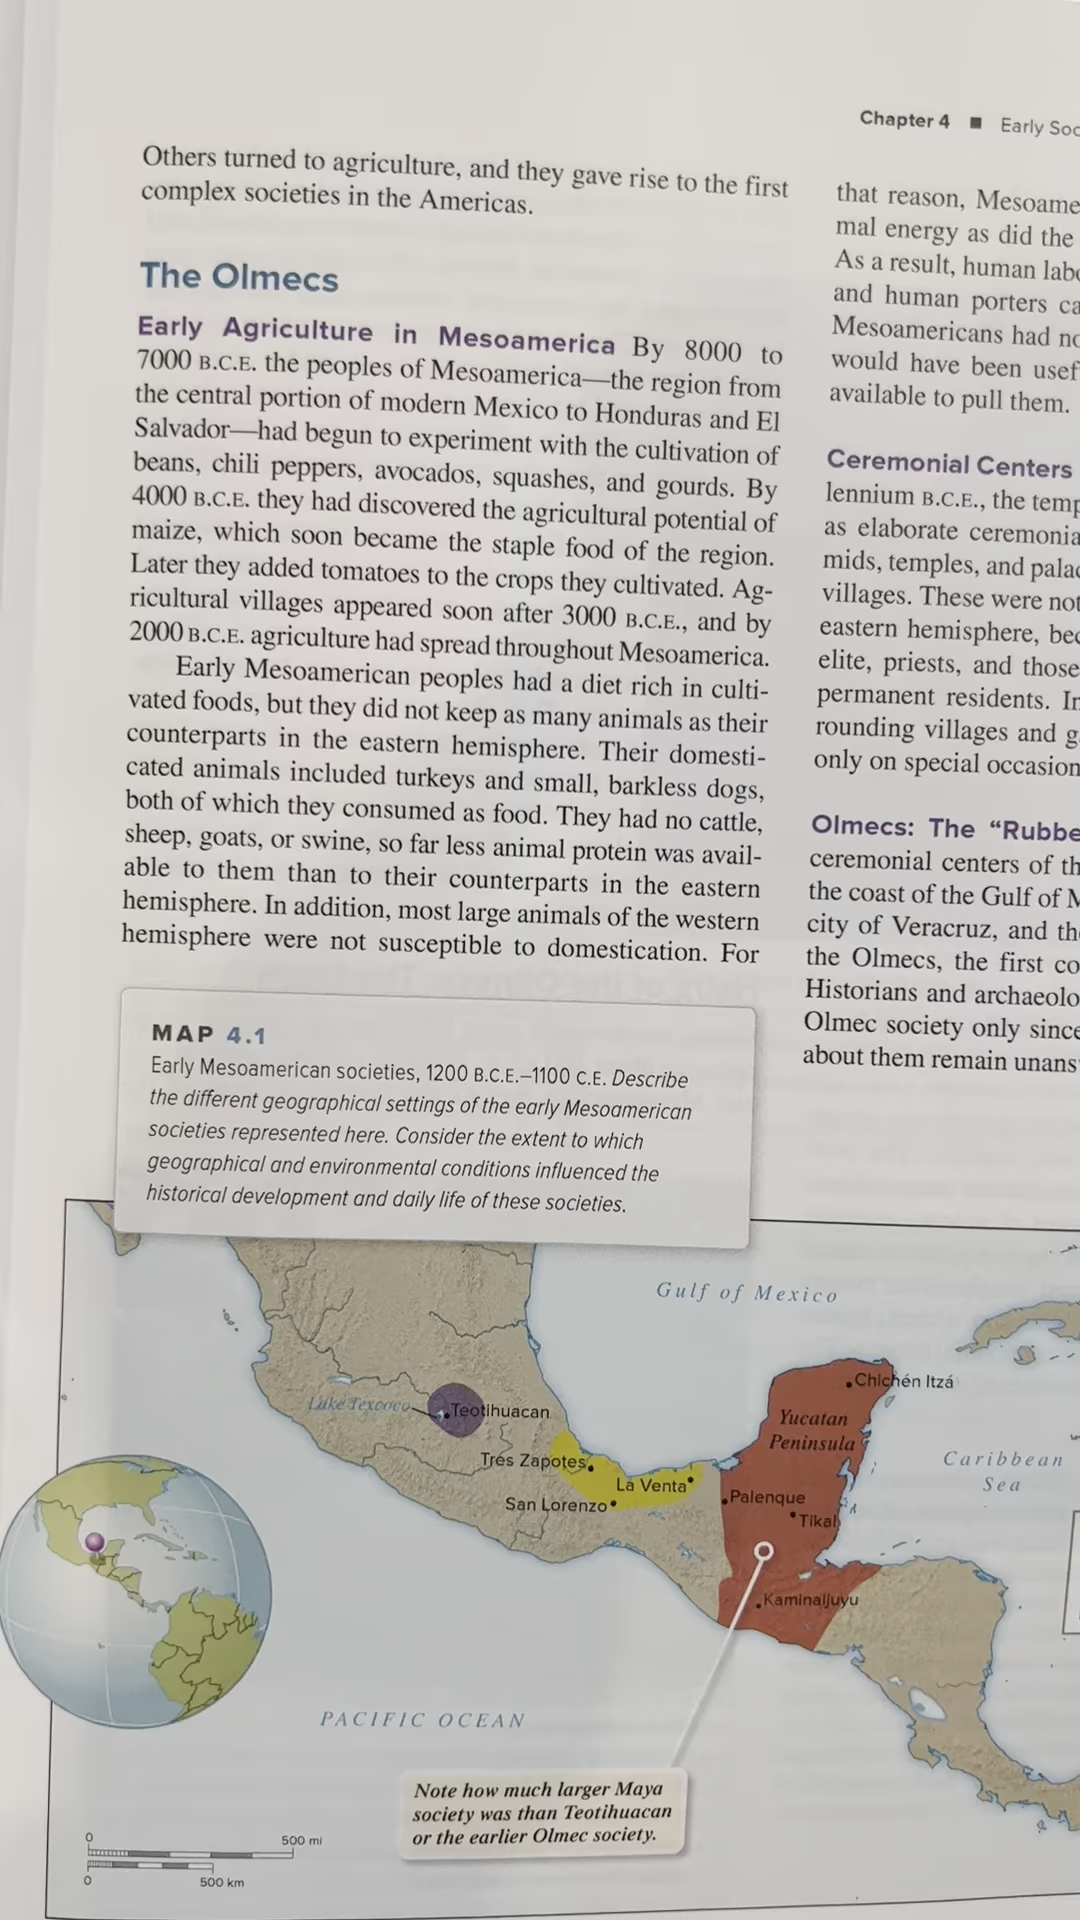 Chapter 4 ■ Early Soc
Others turned to agriculture, and they gave rise to the first
complex societies in the Americas.
The Olmecs
Early Agriculture in Mesoamerica By 8000 to
7000 B.C.E. the peoples of Mesoamerica—the region from
the central portion of modern Mexico to Honduras and El
Salvador—had begun to experiment with the cultivation of
beans, chili peppers, avocados, squashes, and gourds. By
4000 B.C.E. they had discovered the agricultural potential of
maize, which soon became the staple food of the region.
Later they added tomatoes to the crops they cultivated. Ag-
ricultural villages appeared soon after 3000 B.C.E., and by
2000 B.C.E. agriculture had spread throughout Mesoamerica.
Early Mesoamerican peoples had a diet rich in culti-
vated foods, but they did not keep as many animals as their
counterparts in the eastern hemisphere. Their domesti-
cated animals included turkeys and small, barkless dogs,
both of which they consumed as food. They had no cattle,
sheep, goats, or swine, so far less animal protein was avail-
able to them than to their counterparts in the eastern
hemisphere. In addition, most large animals of the western
hemisphere were not susceptible to domestication. For
that reason, Mesoame
mal energy as did the
As a result, human labo
and human porters ca
Mesoamericans had no
would have been usef
available to pull them.
Ceremonial Centers
lennium B.C.E., the temp
as elaborate ceremonia
mids, temples, and palac
villages. These were not
eastern hemisphere, bec
elite, priests, and those
permanent residents. In
rounding villages and g
only on special occasion
Olmecs: The “Rubbe
ceremonial centers of th
the coast of the Gulf of M
city of Veracruz, and the
the Olmecs, the first co
Historians and archaeolo
Olmec society only since
about them remain unans
MAP 4.1
Early Mesoamerican societies, 1200 B.C.E.–1100 C.E. Describe
the different geographical settings of the early Mesoamerican
societies represented here. Consider the extent to which
geographical and environmental conditions influenced the
historical development and daily life of these societies.
Gulf of Mexico
Chichén Itzá
Lake Texcoco
Teotihuacan
Yucatan
Peninsula
Caribbean
Sea
Tres Zapotes
La Venta
San Lorenzo
Palenque
Tikal
Kaminaljuyu
PACIFIC OCEAN
Note how much larger Maya
society was than Teotihuacan
or the earlier Olmec society.
0 500 mi
0 500 km